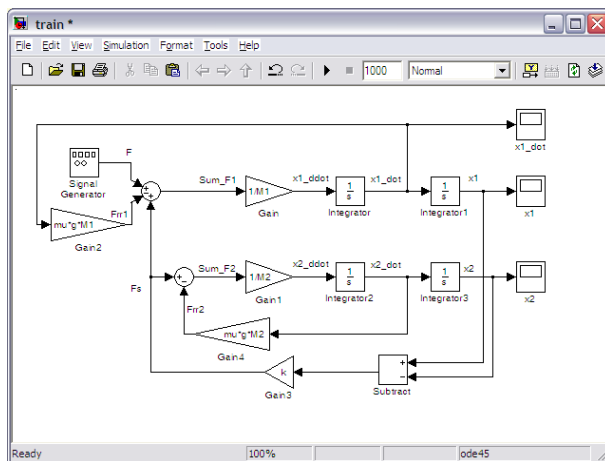 train *
File Edit View Simulation Format Tools Help
1000 Normal
x1_dot
F
Signal
Generator
Sum_F1
1/M1
Gain
x1_ddot
1
s
Integrator
x1_dot
1
s
Integrator1
x1
x1
mu*g*M1
Gain2
Frr1
Fs
Sum_F2
1/M2
Gain1
x2_ddot
1
s
Integrator2
x2_dot
1
s
Integrator3
x2
x2
Frr2
mu*g*M2
Gain4
k
Gain3
Subtract
Ready 100% ode45